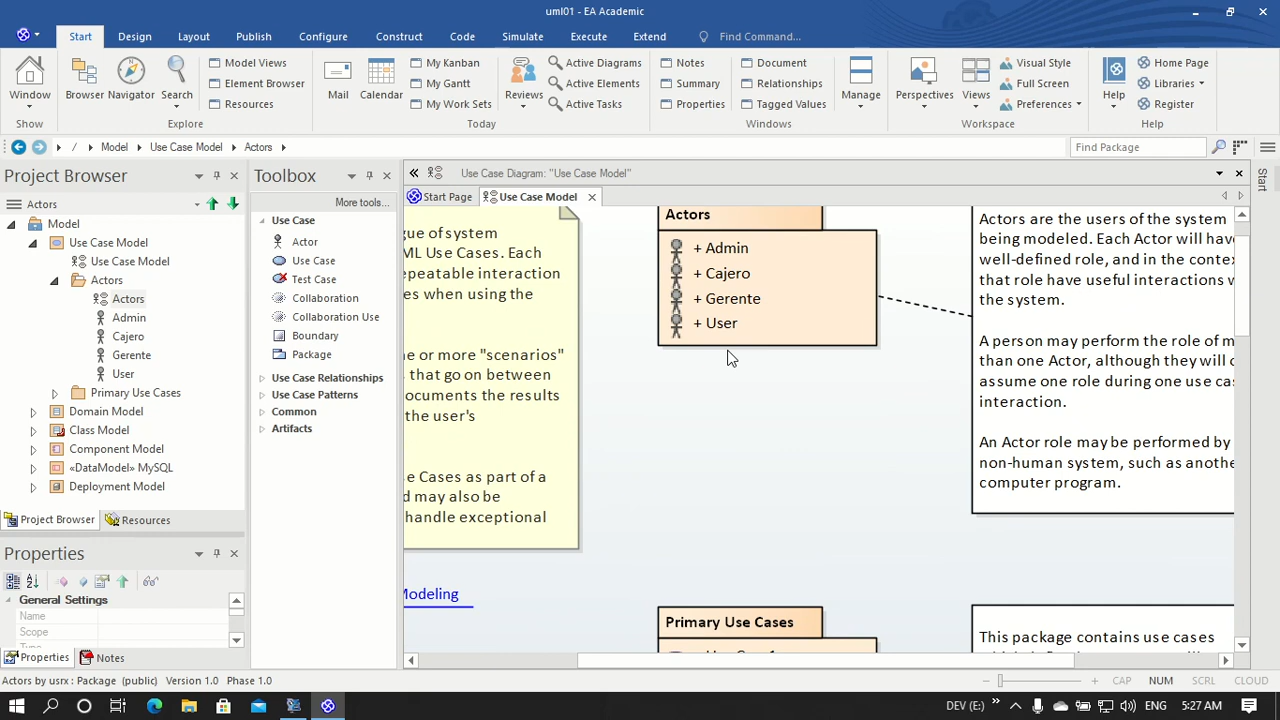 uml01 - EA Academic
Start Design Layout Publish Configure Construct Code Simulate Execute Extend Find Command...
Window Browser Navigator Search Model Views Element Browser Resources Mail Calendar My Kanban My Gantt My Work Sets Reviews Active Diagrams Active Elements Active Tasks Notes Summary Properties Document Relationships Tagged Values Manage Perspectives Views Visual Style Full Screen Preferences Help Home Page Libraries Register
Show Explore Today Windows Workspace Help
/ Model Use Case Model Actors Find Package
Project Browser
Actors
Model
Use Case Model
Use Case Model
Actors
Actors
Admin
Cajero
Gerente
User
Primary Use Cases
Domain Model
Class Model
Component Model
«DataModel» MySQL
Deployment Model
Project Browser Resources
Properties
General Settings
Name
Scope
Properties Notes
Toolbox
More tools...
Use Case
Actor
Use Case
Test Case
Collaboration
Collaboration Use
Boundary
Package
Use Case Relationships
Use Case Patterns
Common
Artifacts
Use Case Diagram: "Use Case Model"
Start Page Use Case Model
Start
gue of system
ML Use Cases. Each
epeatable interaction
es when using the
ne or more "scenarios"
that go on between
ocuments the results
the user's
e Cases as part of a
d may also be
handle exceptional
Modeling
Actors
+ Admin
+ Cajero
+ Gerente
+ User
Actors are the users of the system
being modeled. Each Actor will have
well-defined role, and in the conte
that role have useful interactions w
the system.
A person may perform the role of m
than one Actor, although they will o
assume one role during one use cas
interaction.
An Actor role may be performed by
non-human system, such as anothe
computer program.
Primary Use Cases
This package contains use cases
Actors by usrx : Package (public) Version 1.0 Phase 1.0 CAP NUM SCRL CLOUD
DEV (E:) ENG 5:27 AM